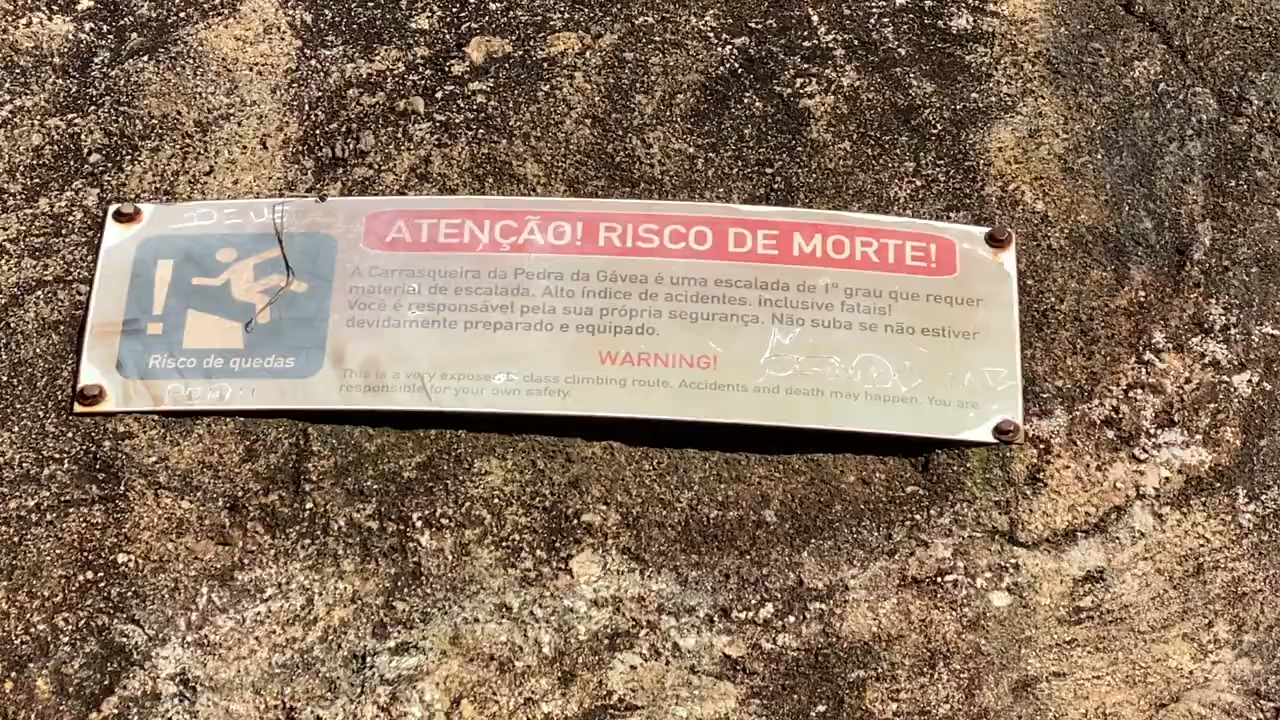 DEUS
ATENÇÃO! RISCO DE MORTE!
A Carrasqueira da Pedra da Gávea é uma escalada de 1º grau que requer
material de escalada. Alto índice de acidentes, inclusive fatais!
Você é responsável pela sua própria segurança. Não suba se não estiver
devidamente preparado e equipado.
Risco de quedas
WARNING!
This is a very exposed class climbing route. Accidents and death may happen. You are
responsible for your own safety.